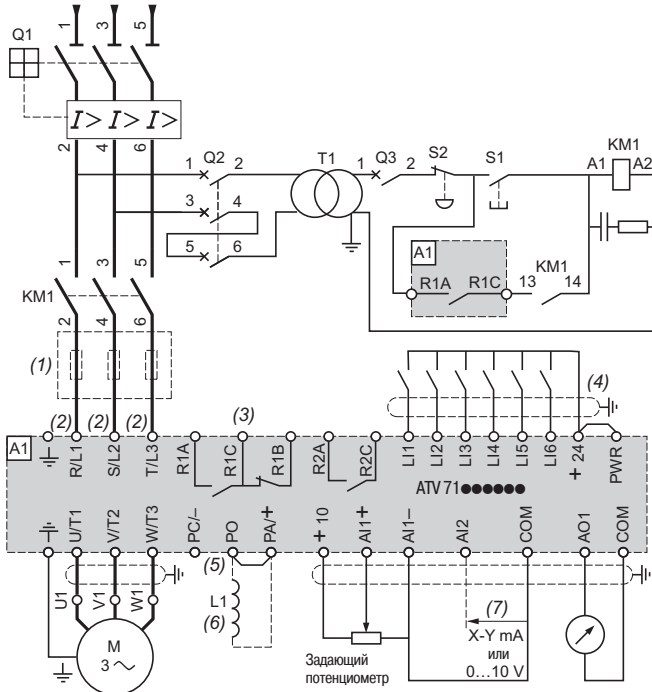 1 3 5
Q1
I> I> I>
2 4 6
1 Q2 2 T1 1 Q3 2 S2 S1 KM1
A1 A2
3 4
5 6
A1
R1A R1C 13 KM1 14
1 3 5
KM1
2 4 6
(1)
(2) (2) (2) (3) (4)
A1
R/L1 S/L2 T/L3 R1A R1C R1B R2A R2C LI1 LI2 LI3 LI4 LI5 LI6 + 24 PWR
ATV 71●●●●●●
U/T1 V/T2 W/T3 PC/– PO PA/+ + 10 AI1+ AI1– AI2 COM AO1 COM
(5)
U1 V1 W1
L1
(6)
(7)
X-Y mA
или
0...10 V
M
3 ~
Задающий
потенциометр